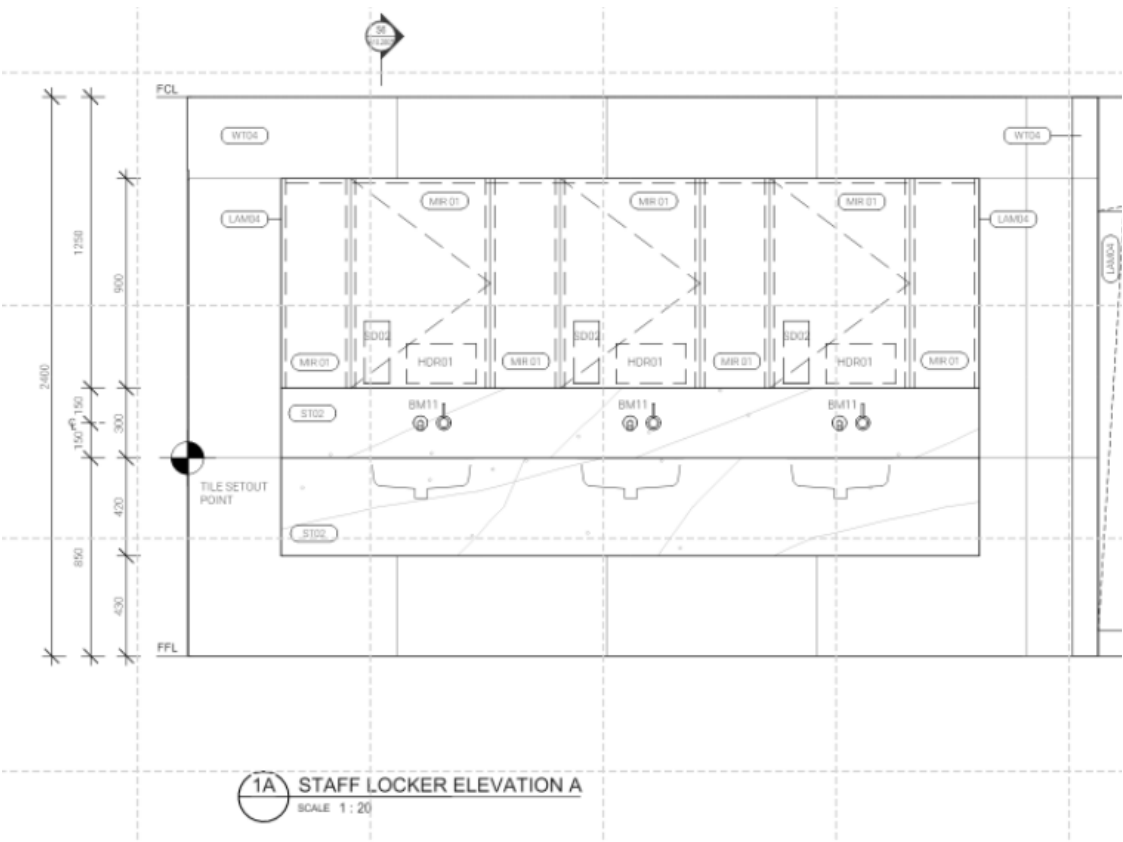 56
FCL
WT04
WT04
MIR 01
MIR 01
MIR 01
LAM04
LAM04
LAM04
1250
900
SD02
SD02
SD02
MIR 01
HDR01
MIR 01
HDR01
MIR 01
HDR01
MIR 01
2400
150
300
150
ST02
BM11
BM11
BM11
TILE SETOUT
POINT
420
ST02
850
430
FFL
1A
STAFF LOCKER ELEVATION A
SCALE 1 : 20